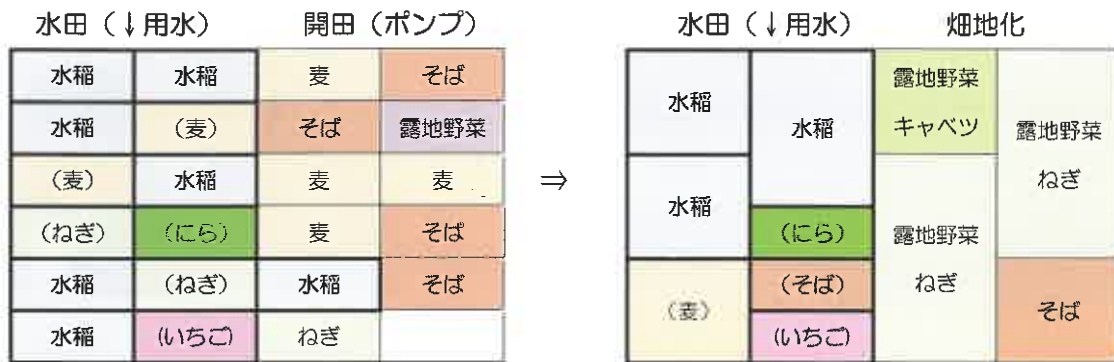 水田（↓用水） 開田（ポンプ） 水田（↓用水） 畑地化
水稲 水稲 麦 そば
水稲 （麦） そば 露地野菜
（麦） 水稲 麦 麦
（ねぎ） （にら） 麦 そば
水稲 （ねぎ） 水稲 そば
水稲 （いちご） ねぎ
⇒
水稲
水稲
（麦）
水稲
（にら）
（そば）
（いちご）
露地野菜
キャベツ
露地野菜
ねぎ
露地野菜
ねぎ
そば